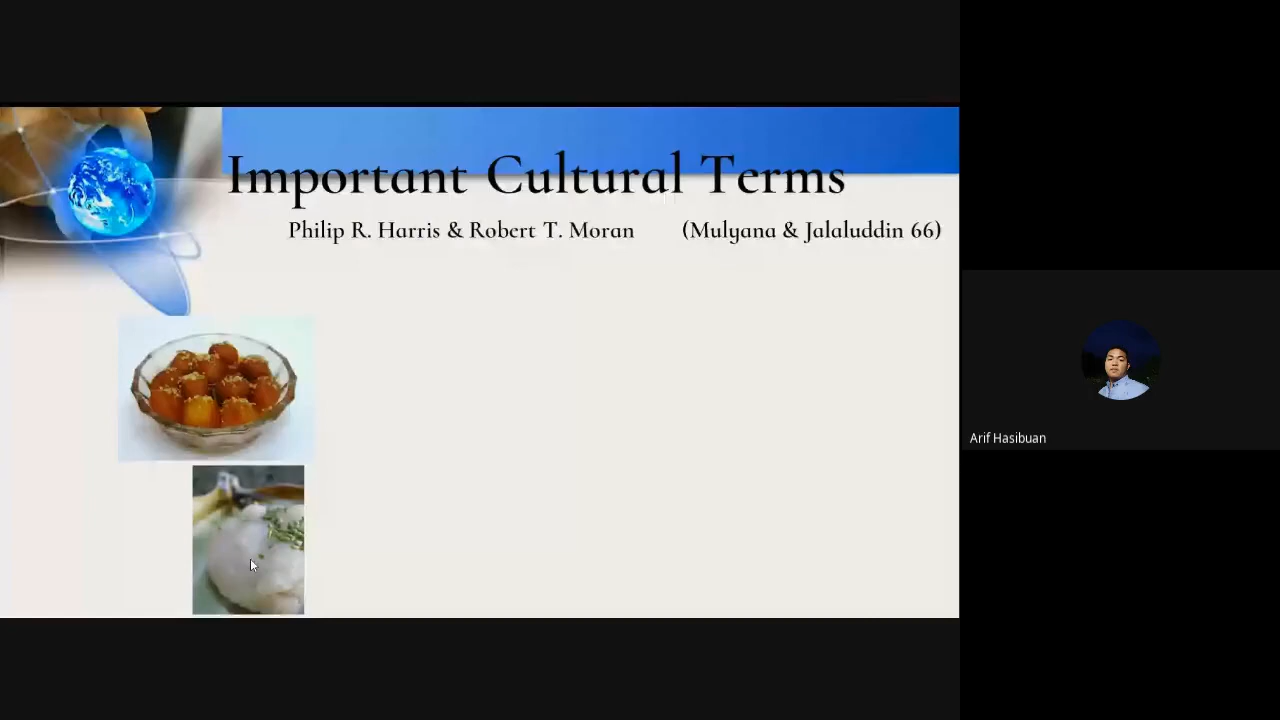 Important Cultural Terms
Philip R. Harris & Robert T. Moran (Mulyana & Jalaluddin 66)
Arif Hasibuan